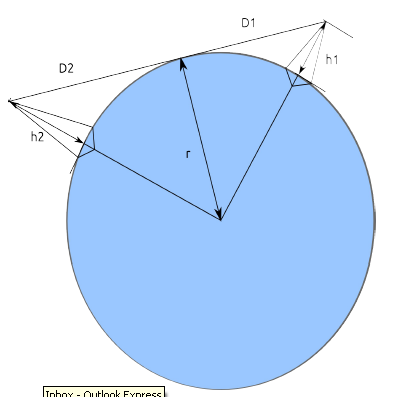 D1
h1
D2
h2
r
Inbox - Outlook Express